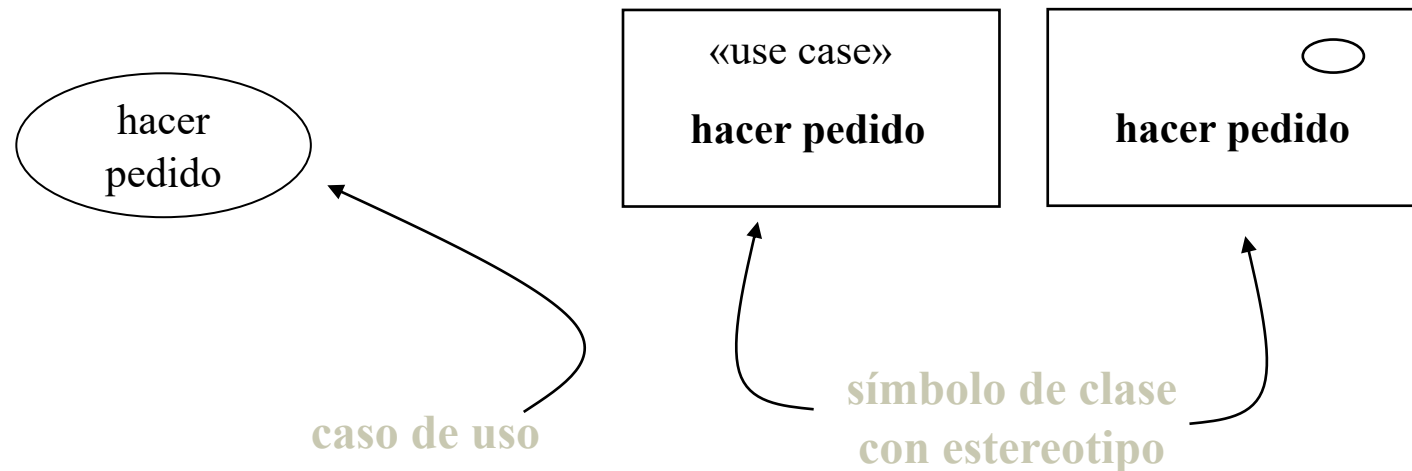 hacer
pedido
«use case»
hacer pedido
hacer pedido
caso de uso
símbolo de clase
con estereotipo